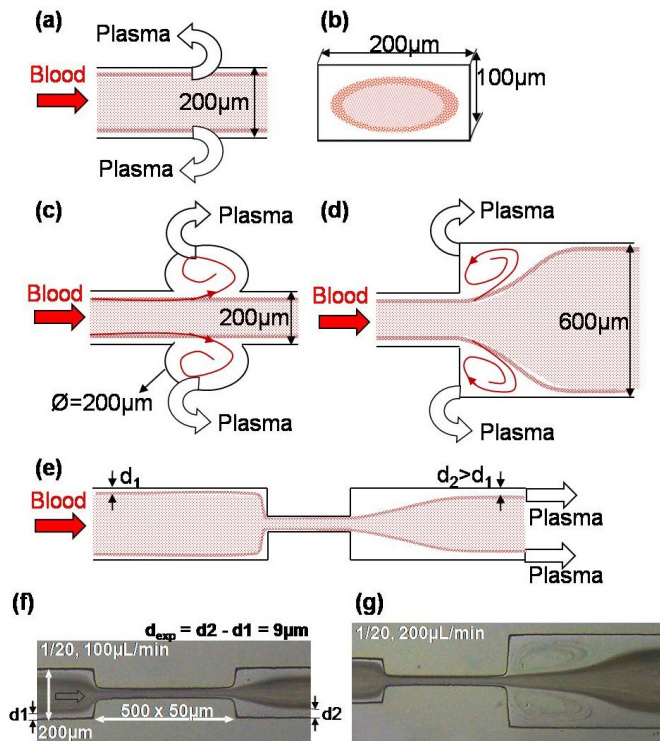 (a)
Plasma
Blood
200µm
Plasma
(b)
200µm
100µm
(c)
Plasma
Blood
200µm
Ø=200µm
Plasma
(d)
Plasma
Blood
600µm
Plasma
(e)
d1
d2>d1
Blood
Plasma
Plasma
(f)
dexp = d2 - d1 = 9µm
1/20, 100µL/min
d1
200µm
500 x 50µm
d2
(g)
1/20, 200µL/min